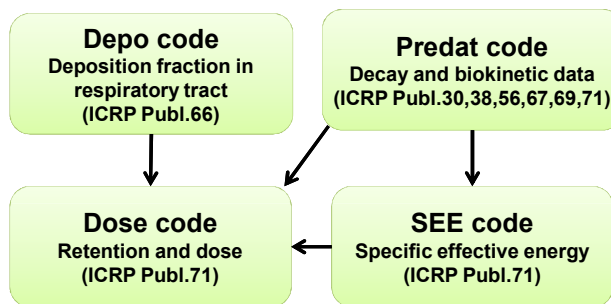 Depo code
Deposition fraction in
respiratory tract
(ICRP Publ.66)
Predat code
Decay and biokinetic data
(ICRP Publ.30,38,56,67,69,71)
Dose code
Retention and dose
(ICRP Publ.71)
SEE code
Specific effective energy
(ICRP Publ.71)